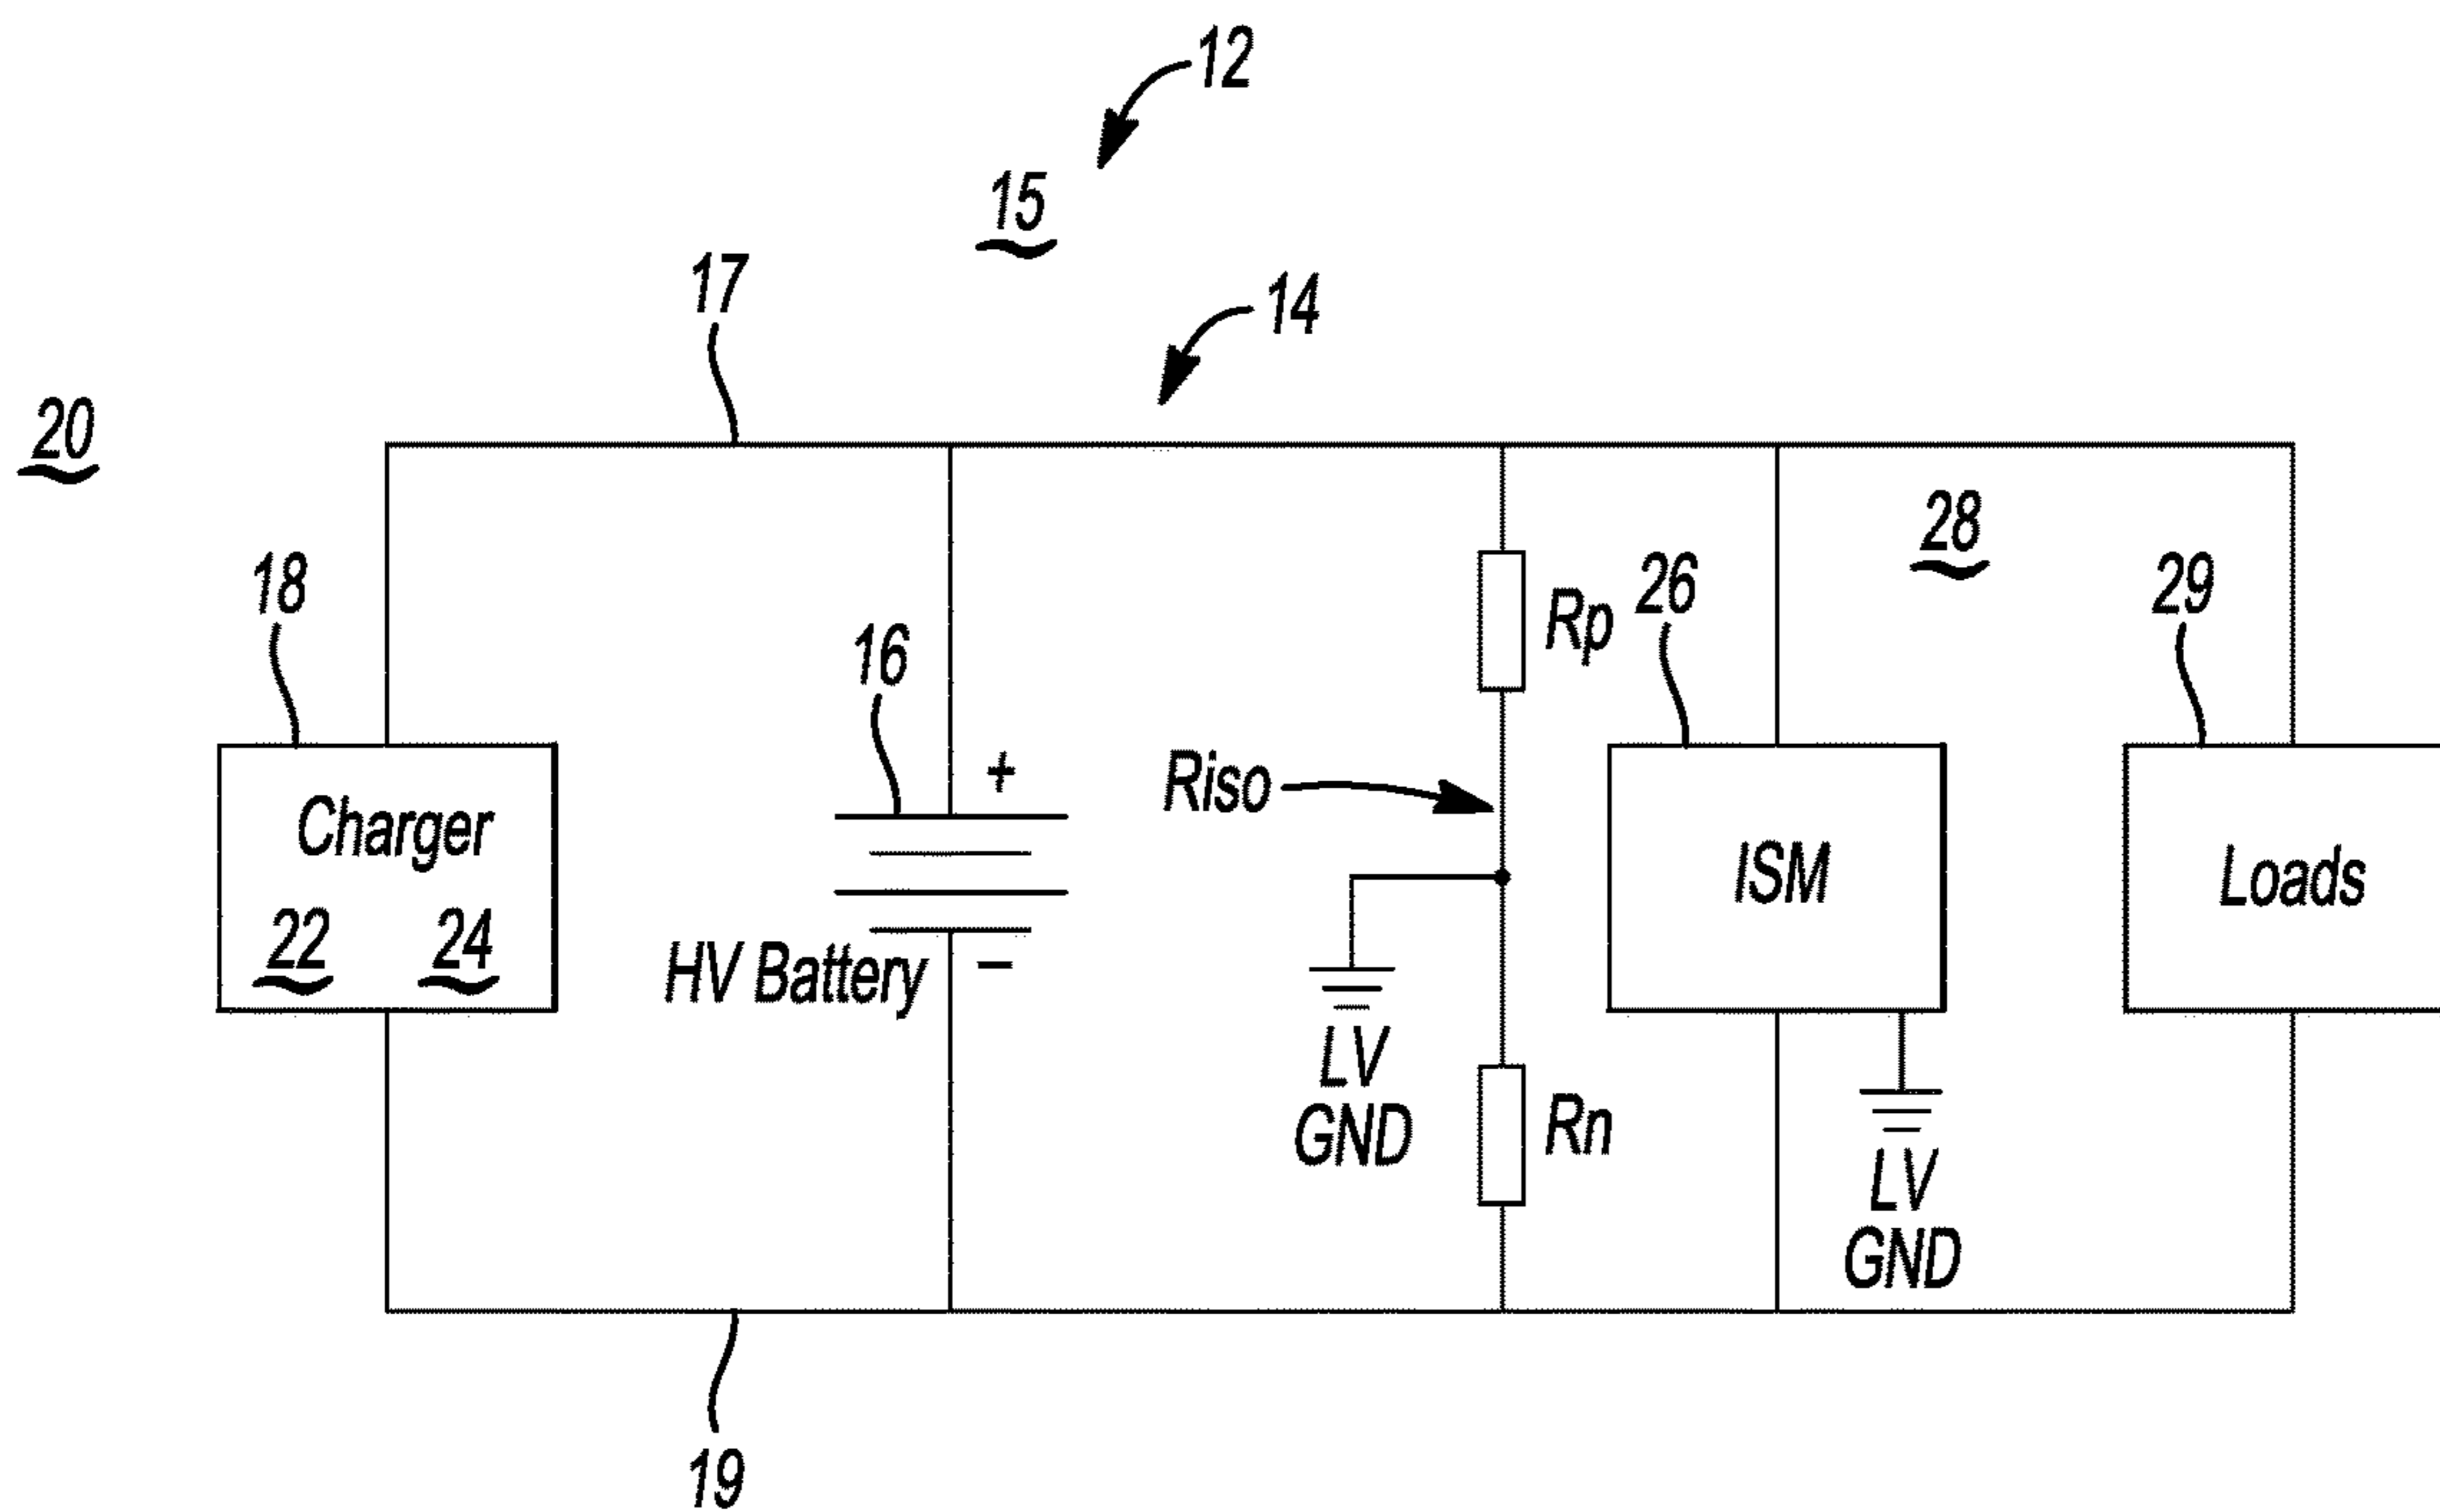 12
15
17
14
20
18
16
+
Rp
26
28
29
Riso
Charger
22 24
ISM
Loads
HV Battery
−
LV
GND
Rn
LV
GND
19